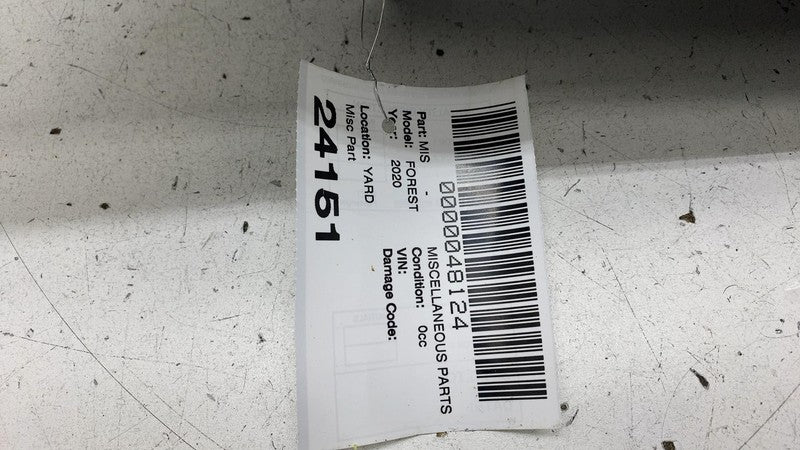 0000048124
Part: MIS - MISCELLANEOUS PARTS
Model: FOREST Condition: 0cc
Year: 2020 VIN:
Damage Code:
Location: YARD
Misc Part
24151